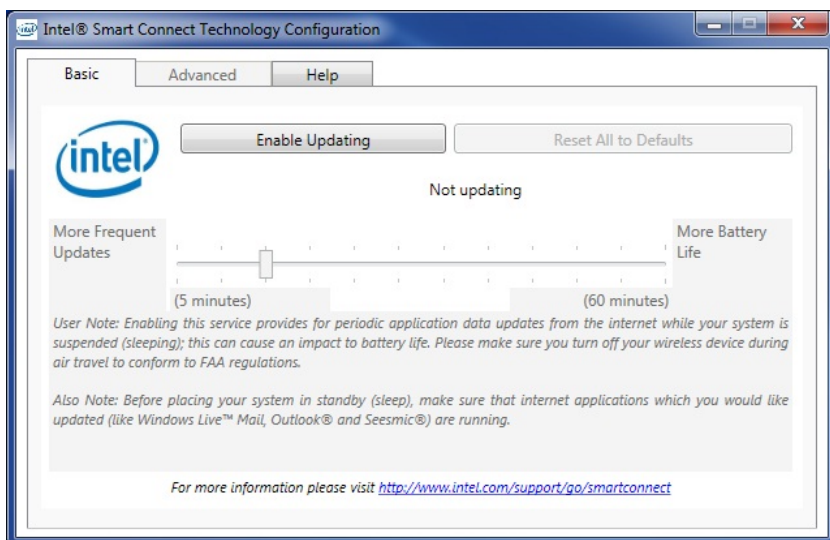 Intel® Smart Connect Technology Configuration
Basic
Advanced
Help
intel
Enable Updating
Reset All to Defaults
Not updating
More Frequent
Updates
More Battery
Life
(5 minutes)
(60 minutes)
User Note: Enabling this service provides for periodic application data updates from the internet while your system is
suspended (sleeping); this can cause an impact to battery life. Please make sure you turn off your wireless device during
air travel to conform to FAA regulations.
Also Note: Before placing your system in standby (sleep), make sure that internet applications which you would like
updated (like Windows Live™ Mail, Outlook® and Seesmic®) are running.
For more information please visit http://www.intel.com/support/go/smartconnect